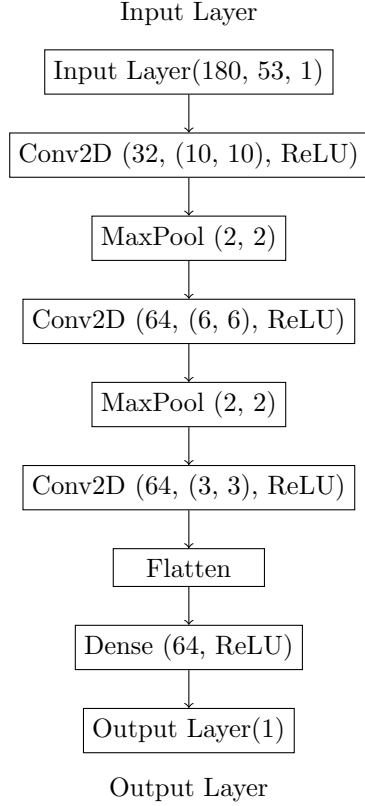 Input Layer
Input Layer(180, 53, 1)
Conv2D (32, (10, 10), ReLU)
MaxPool (2, 2)
Conv2D (64, (6, 6), ReLU)
MaxPool (2, 2)
Conv2D (64, (3, 3), ReLU)
Flatten
Dense (64, ReLU)
Output Layer(1)
Output Layer